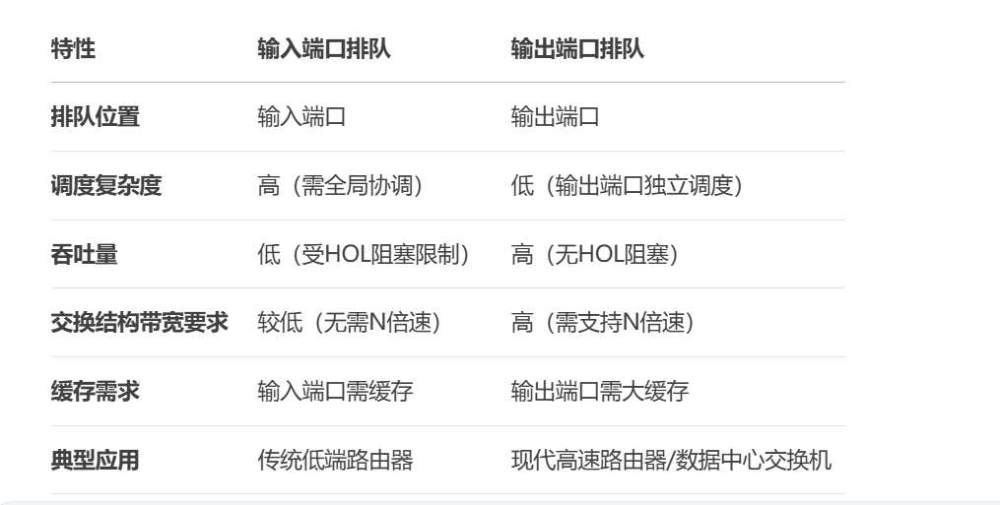 特性 输入端口排队 输出端口排队
排队位置 输入端口 输出端口
调度复杂度 高（需全局协调） 低（输出端口独立调度）
吞吐量 低（受HOL阻塞限制） 高（无HOL阻塞）
交换结构带宽要求 较低（无需N倍速） 高（需支持N倍速）
缓存需求 输入端口需缓存 输出端口需大缓存
典型应用 传统低端路由器 现代高速路由器/数据中心交换机